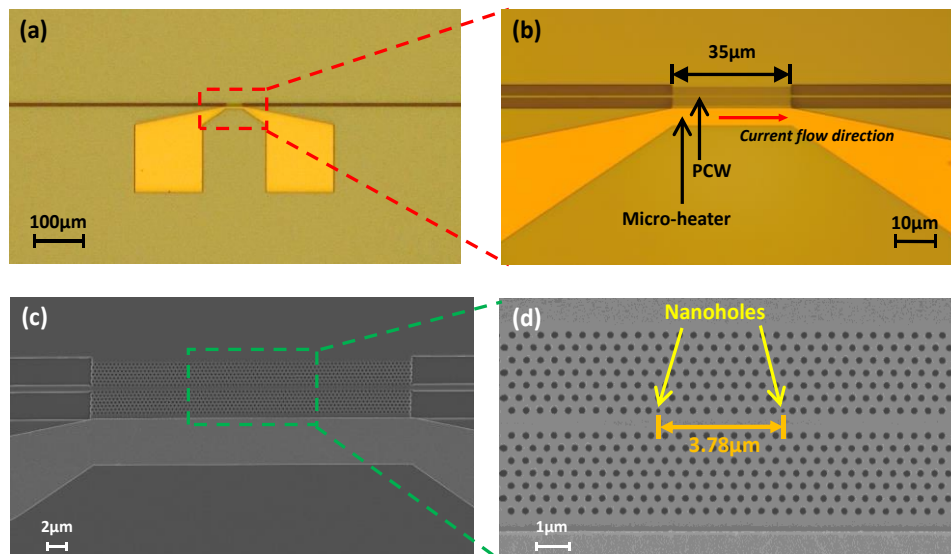 (a)
100µm
(b)
35µm
Current flow direction
PCW
Micro-heater
10µm
(c)
2µm
(d)
Nanoholes
3.78µm
1µm